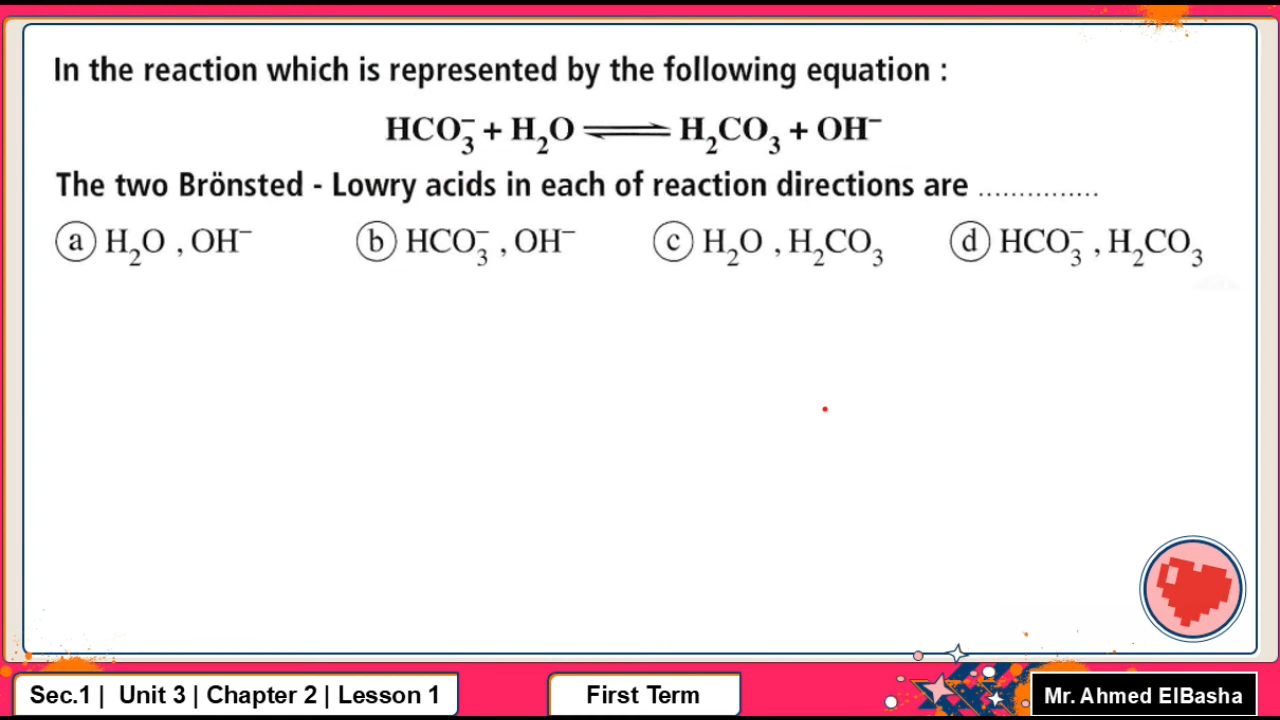 In the reaction which is represented by the following equation :
HCO₃⁻ + H₂O ⇌ H₂CO₃ + OH⁻
The two Brönsted - Lowry acids in each of reaction directions are ...............
ⓐ H₂O , OH⁻ ⓑ HCO₃⁻ , OH⁻ ⓒ H₂O , H₂CO₃ ⓓ HCO₃⁻ , H₂CO₃
Sec.1 | Unit 3 | Chapter 2 | Lesson 1 First Term Mr. Ahmed ElBasha